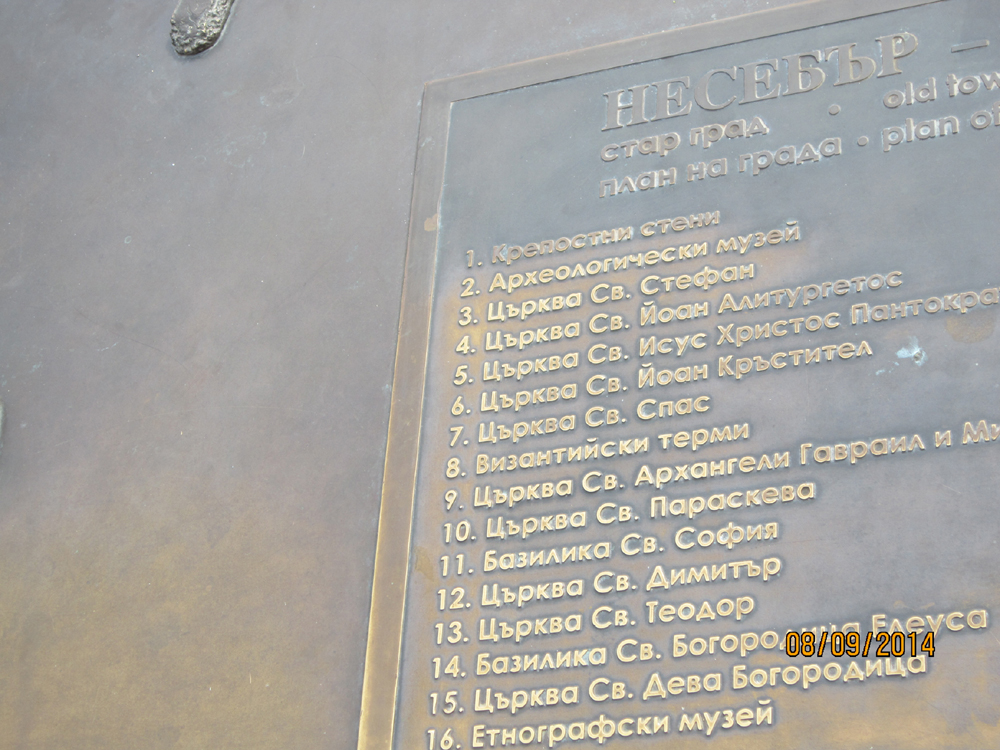 НЕСЕБЪР –
стар град • old tow
план на града • plan of
1. Крепостни стени
2. Археологически музей
3. Църква Св. Стефан
4. Църква Св. Йоан Алитургетос
5. Църква Св. Исус Христос Пантокра
6. Църква Св. Йоан Кръстител
7. Църква Св. Спас
8. Византийски терми
9. Църква Св. Архангели Гавраил и Ми
10. Църква Св. Параскева
11. Базилика Св. София
12. Църква Св. Димитър
13. Църква Св. Теодор
14. Базилика Св. Богородица Елеуса
15. Църква Св. Дева Богородица
16. Етнографски музей
08/09/2014